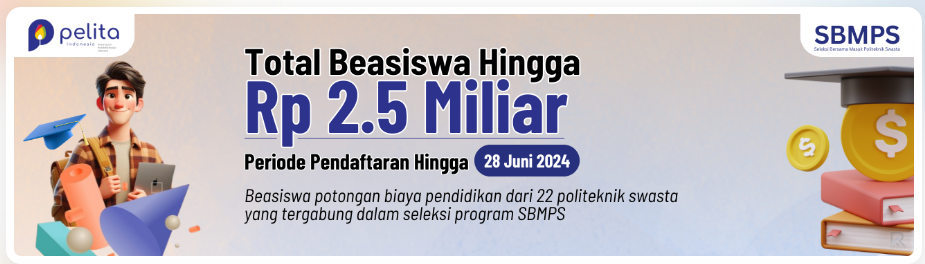 pelita
indonesia
SBMPS
Seleksi Bersama Masuk Politeknik Swasta
Total Beasiswa Hingga
Rp 2.5 Miliar
Periode Pendaftaran Hingga 28 Juni 2024
Beasiswa potongan biaya pendidikan dari 22 politeknik swasta
yang tergabung dalam seleksi program SBMPS